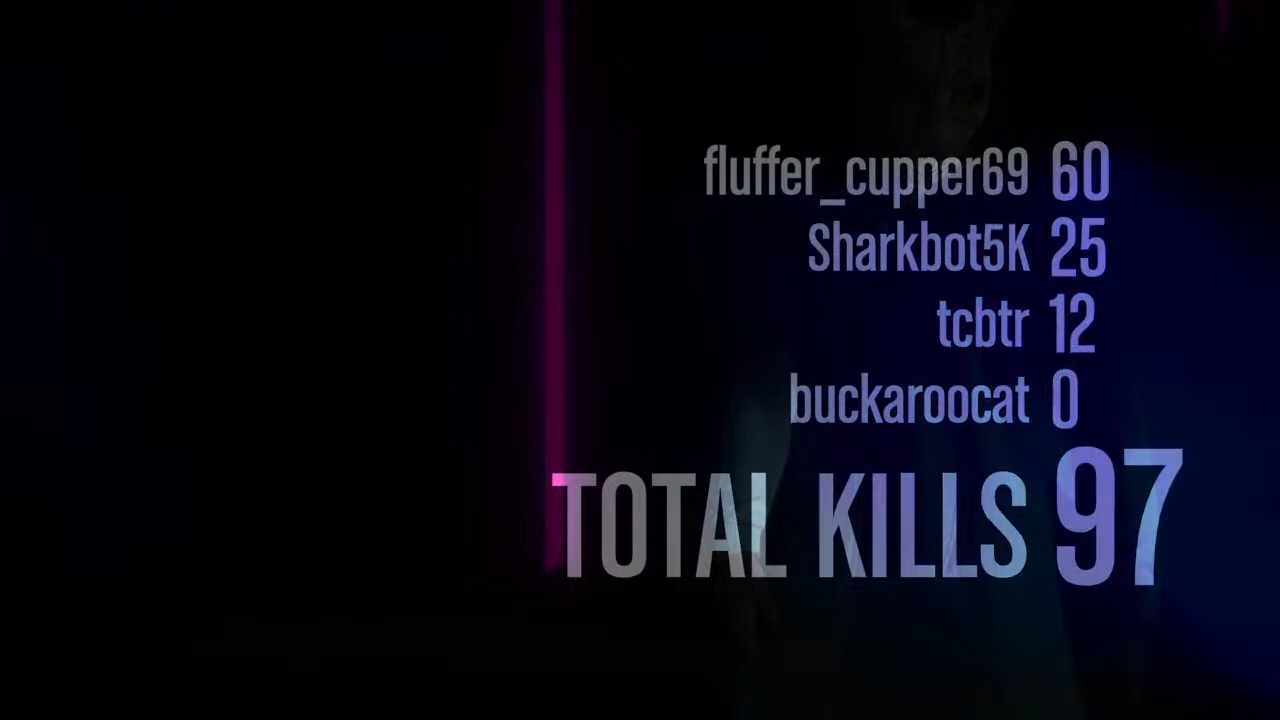 fluffer_cupper69 60
Sharkbot5K 25
tcbtr 12
buckaroocat 0
TOTAL KILLS 97